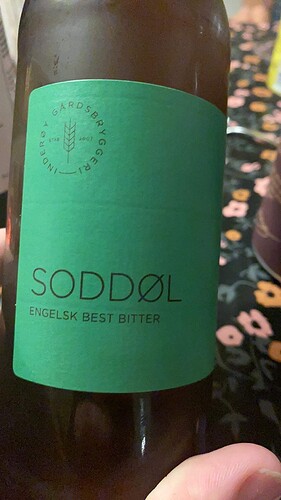 INDERØY GÅRDSBRYGGERI
SODDØL
ENGELSK BEST BITTER